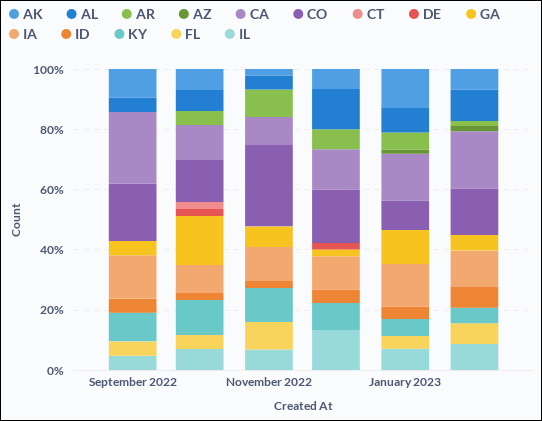 AK AL AR AZ CA CO CT DE GA
IA ID KY FL IL
100%
80%
60%
40%
20%
0%
Count
September 2022 November 2022 January 2023
Created At